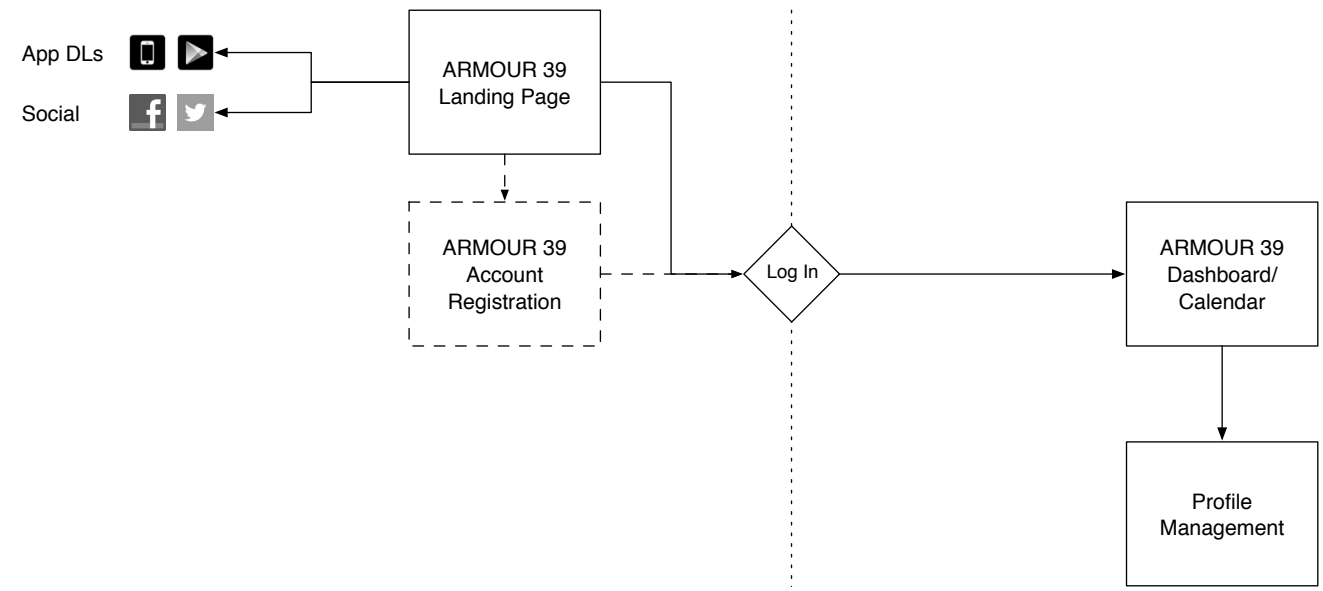 App DLs
Social
ARMOUR 39
Landing Page
ARMOUR 39
Account
Registration
Log In
ARMOUR 39
Dashboard/
Calendar
Profile
Management